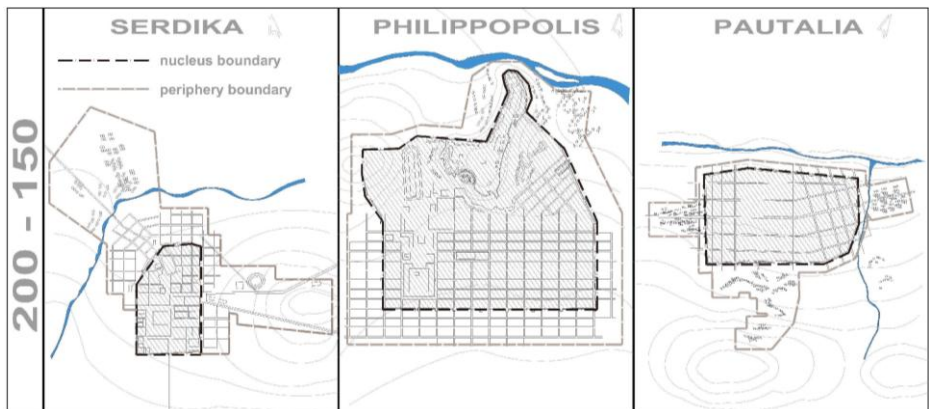 SERDIKA
PHILIPPOPOLIS
PAUTALIA
nucleus boundary
periphery boundary
200 – 150